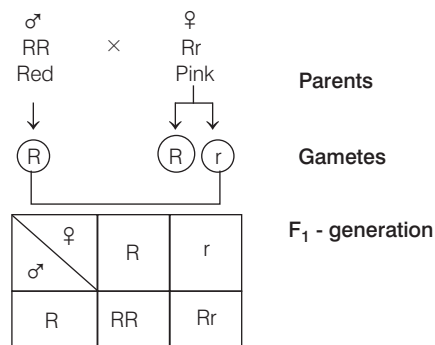 ♂ ♀
RR × Rr
Red Pink
Parents
R R r
Gametes
F₁ - generation
♀ R r
♂
R RR Rr